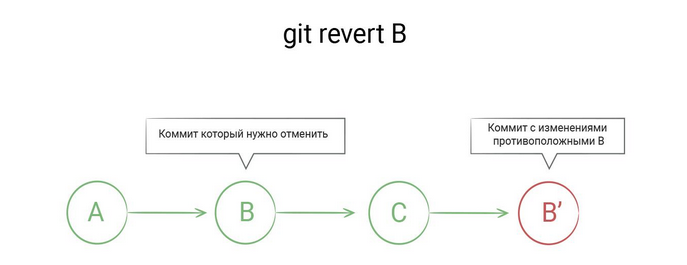 git revert B
Коммит который нужно отменить
Коммит с изменениями
противоположными B
A
B
C
B’